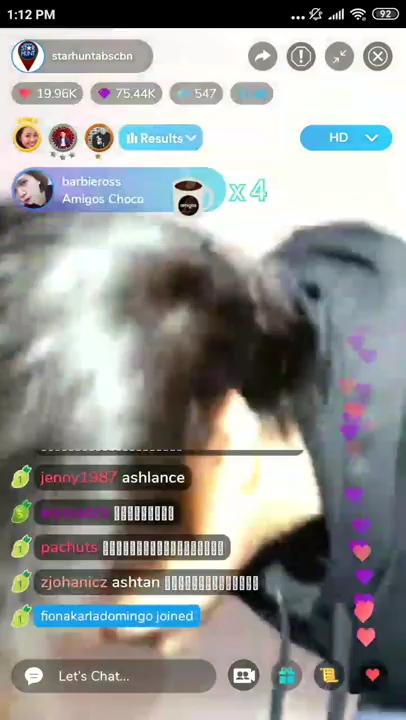 1:12 PM
92
starhuntabscbn
19.96K
75.44K
547
Results
HD
barbieross
Amigos Choco
x 4
jenny1987 ashlance
pachuts
zjohanicz ashtan
fionakarladomingo joined
Let's Chat...